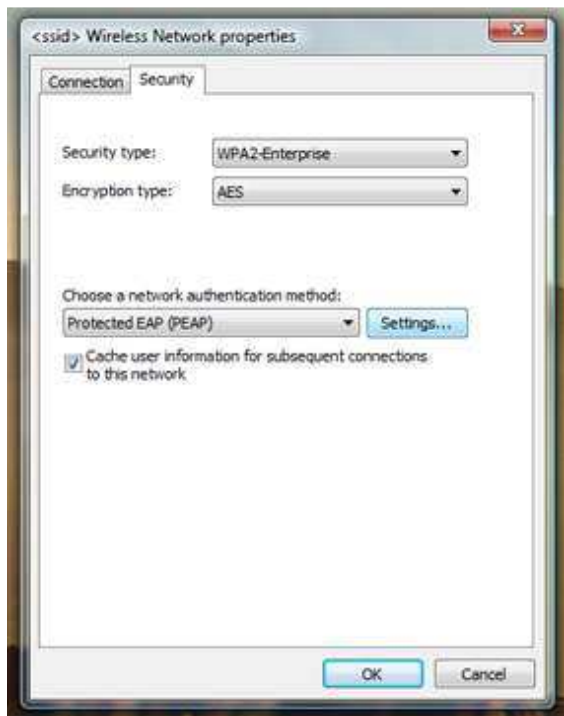 <ssid> Wireless Network properties
Connection
Security
Security type:
WPA2-Enterprise
Encryption type:
AES
Choose a network authentication method:
Protected EAP (PEAP)
Settings...
Cache user information for subsequent connections
to this network
OK
Cancel